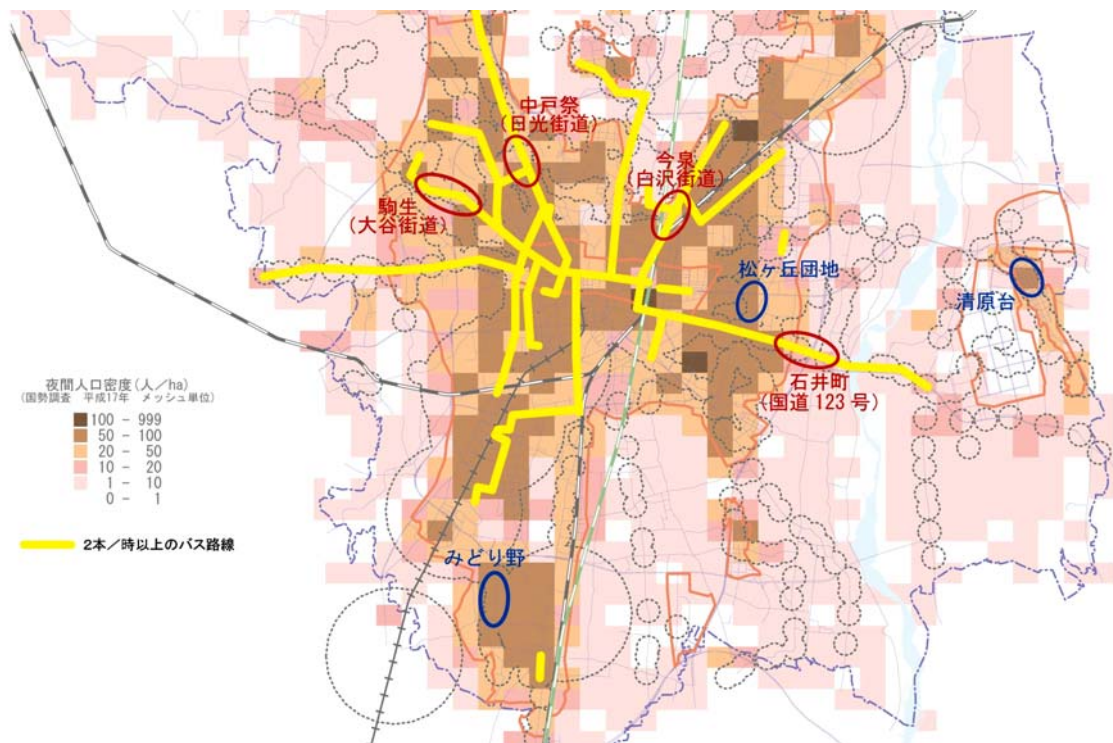 中戸祭
(日光街道)
今泉
(白沢街道)
駒生
(大谷街道)
松ヶ丘団地
清原台
石井町
(国道123号)
夜間人口密度(人/ha)
(国勢調査 平成17年 メッシュ単位)
100 - 999
50 - 100
20 - 50
10 - 20
1 - 10
0 - 1
2本/時以上のバス路線
みどり野